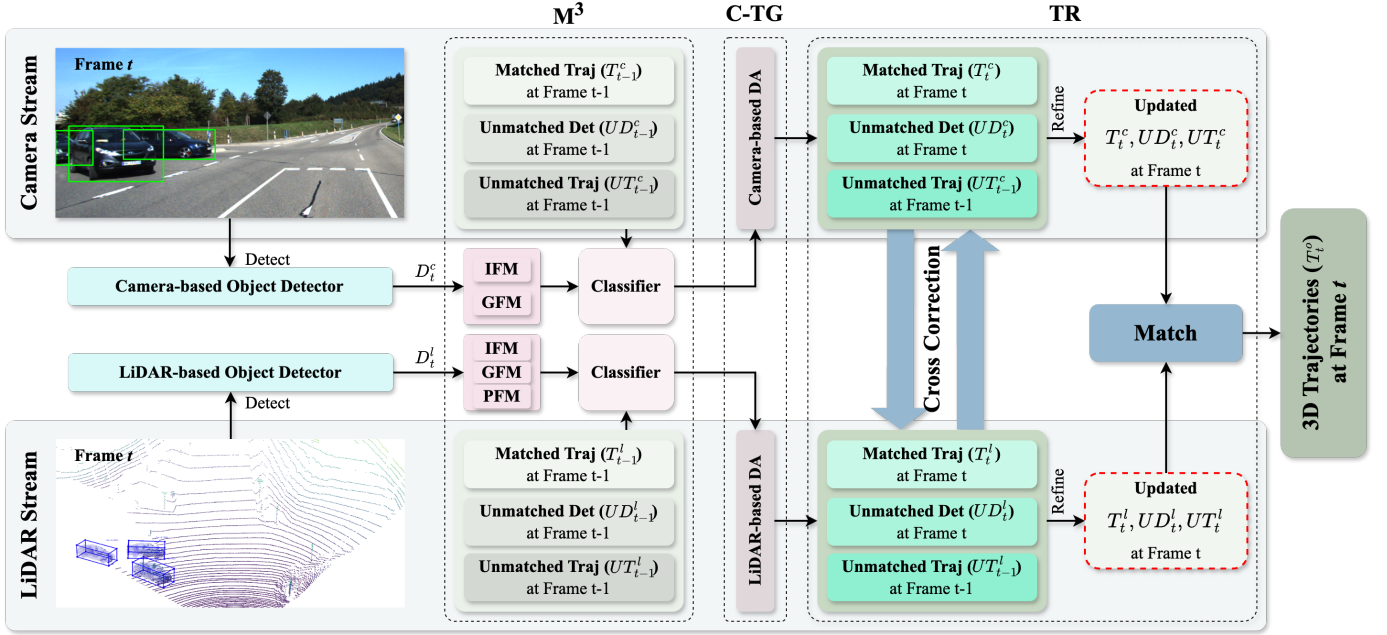 M³
C-TG
TR
Camera Stream
Frame t
Matched Traj (T^c_{t-1})
at Frame t-1
Unmatched Det (UD^c_{t-1})
at Frame t-1
Unmatched Traj (UT^c_{t-1})
at Frame t-1
Camera-based DA
Matched Traj (T^c_t)
at Frame t
Unmatched Det (UD^c_t)
at Frame t
Unmatched Traj (UT^c_{t-1})
at Frame t-1
Refine
Updated
T^c_t, UD^c_t, UT^c_t
at Frame t
Detect
Camera-based Object Detector
D^c_t
IFM
GFM
Classifier
LiDAR-based Object Detector
D^l_t
IFM
GFM
PFM
Classifier
Detect
Cross Correction
Match
3D Trajectories (T^o_t)
at Frame t
LiDAR Stream
Frame t
Matched Traj (T^l_{t-1})
at Frame t-1
Unmatched Det (UD^l_{t-1})
at Frame t-1
Unmatched Traj (UT^l_{t-1})
at Frame t-1
LiDAR-based DA
Matched Traj (T^l_t)
at Frame t
Unmatched Det (UD^l_t)
at Frame t
Unmatched Traj (UT^l_{t-1})
at Frame t-1
Refine
Updated
T^l_t, UD^l_t, UT^l_t
at Frame t